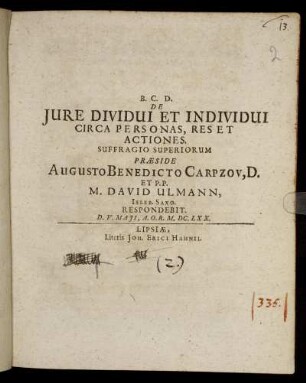 13
2
B. C. D.
DE
JURE DIVIDUI ET INDIVIDUI
CIRCA PERSONAS, RES ET
ACTIONES.
SUFFRAGIO SUPERIORUM
PRÆSIDE
AUGUSTO BENEDICTO CARPZOV, D.
ET P.P.
M. DAVID ULMANN,
ISLEB. SAXO.
RESPONDEBIT.
D. V. MAJI, A. O. R. M. DC. LXX.
LIPSIÆ,
Literis JOH. ERICI HAHNII.
(2.)
336.